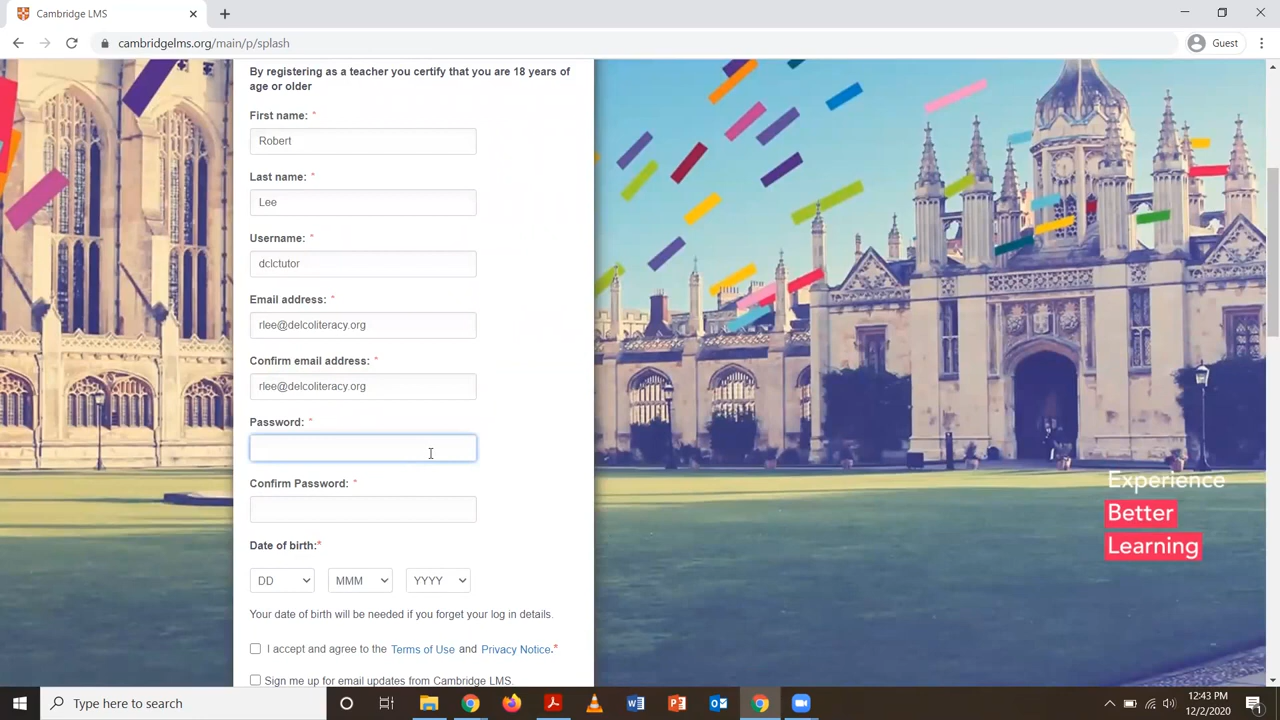 Cambridge LMS
cambridgelms.org/main/p/splash
Guest
By registering as a teacher you certify that you are 18 years of
age or older
First name: *
Robert
Last name: *
Lee
Username: *
dclctutor
Email address: *
rlee@delcoliteracy.org
Confirm email address: *
rlee@delcoliteracy.org
Password: *
Confirm Password: *
Date of birth:*
DD MMM YYYY
Your date of birth will be needed if you forget your log in details.
I accept and agree to the Terms of Use and Privacy Notice.*
Sign me up for email updates from Cambridge LMS.
Experience
Better
Learning
Type here to search
12:43 PM
12/2/2020